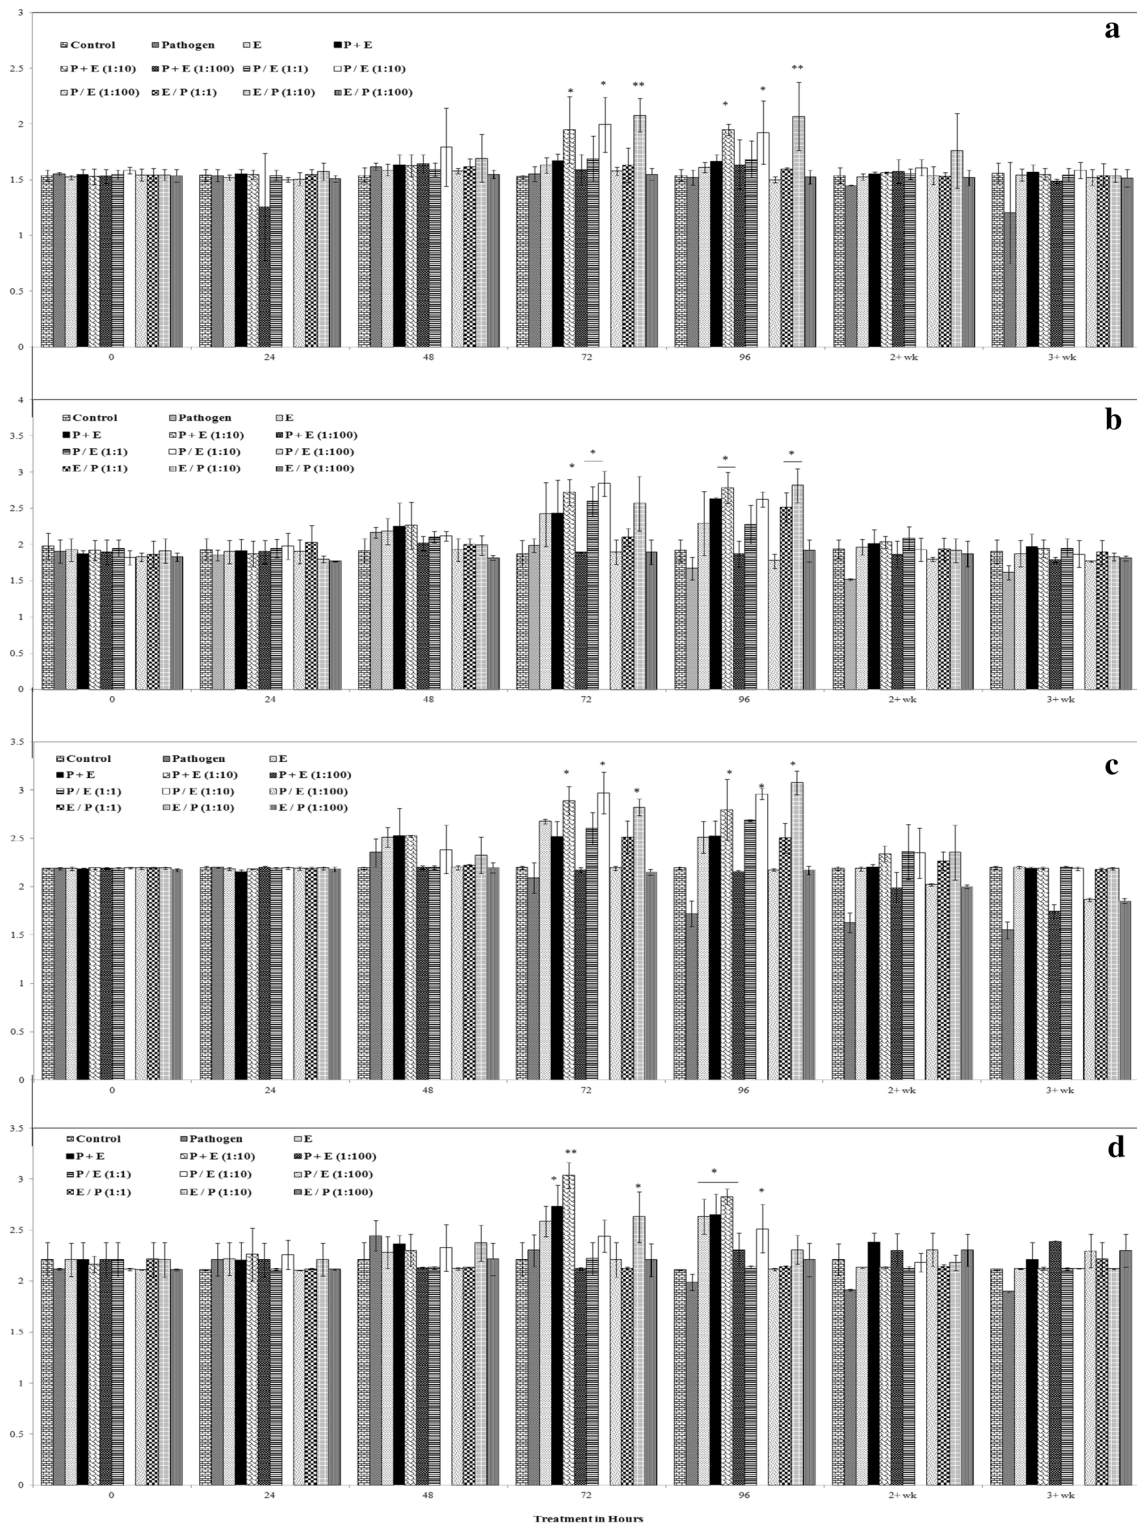 3
a
Control Pathogen E P + E
2.5
P + E (1:10) P + E (1:100) P / E (1:1) P / E (1:10)
P / E (1:100) E / P (1:1) E / P (1:10) E / P (1:100)
* * **
* * **
2
1.5
1
0.5
0
0 24 48 72 96 2+ wk 3+ wk
4
b
Control Pathogen E
P + E P + E (1:10) P + E (1:100)
3.5
P / E (1:1) P / E (1:10) P / E (1:100)
E / P (1:1) E / P (1:10) E / P (1:100)
* * * *
3
2.5
2
1.5
1
0.5
0
0 24 48 72 96 2+ wk 3+ wk
3.5
c
Control Pathogen E
P + E P + E (1:10) P + E (1:100)
P / E (1:1) P / E (1:10) P / E (1:100)
E / P (1:1) E / P (1:10) E / P (1:100)
* * * * * *
3
2.5
2
1.5
1
0.5
0
0 24 48 72 96 2+ wk 3+ wk
3.5
d
Control Pathogen E
P + E P + E (1:10) P + E (1:100)
P / E (1:1) P / E (1:10) P / E (1:100)
E / P (1:1) E / P (1:10) E / P (1:100)
* ** * * *
3
2.5
2
1.5
1
0.5
0
0 24 48 72 96 2+ wk 3+ wk
Treatment in Hours